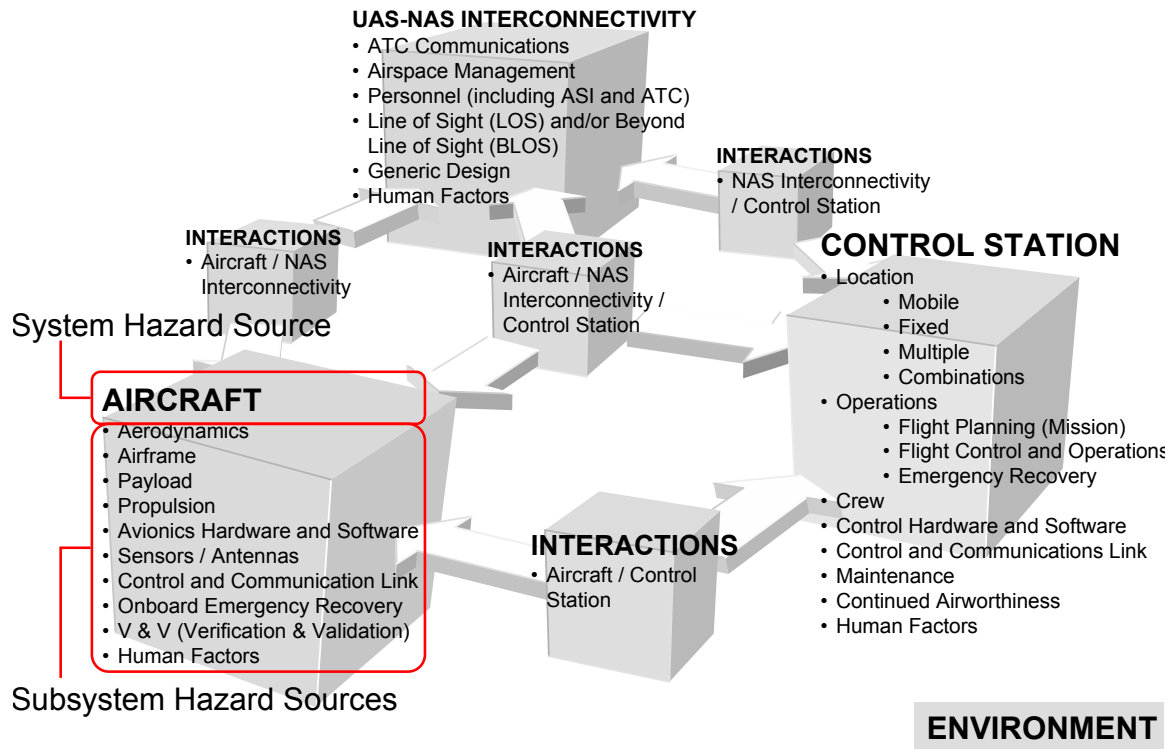 UAS-NAS INTERCONNECTIVITY
• ATC Communications
• Airspace Management
• Personnel (including ASI and ATC)
• Line of Sight (LOS) and/or Beyond
Line of Sight (BLOS)
• Generic Design
• Human Factors
INTERACTIONS
• NAS Interconnectivity
/ Control Station
INTERACTIONS
• Aircraft / NAS
Interconnectivity
INTERACTIONS
• Aircraft / NAS
Interconnectivity /
Control Station
CONTROL STATION
• Location
• Mobile
• Fixed
• Multiple
• Combinations
• Operations
• Flight Planning (Mission)
• Flight Control and Operations
• Emergency Recovery
• Crew
• Control Hardware and Software
• Control and Communications Link
• Maintenance
• Continued Airworthiness
• Human Factors
System Hazard Source
AIRCRAFT
• Aerodynamics
• Airframe
• Payload
• Propulsion
• Avionics Hardware and Software
• Sensors / Antennas
• Control and Communication Link
• Onboard Emergency Recovery
• V & V (Verification & Validation)
• Human Factors
Subsystem Hazard Sources
INTERACTIONS
• Aircraft / Control
Station
ENVIRONMENT